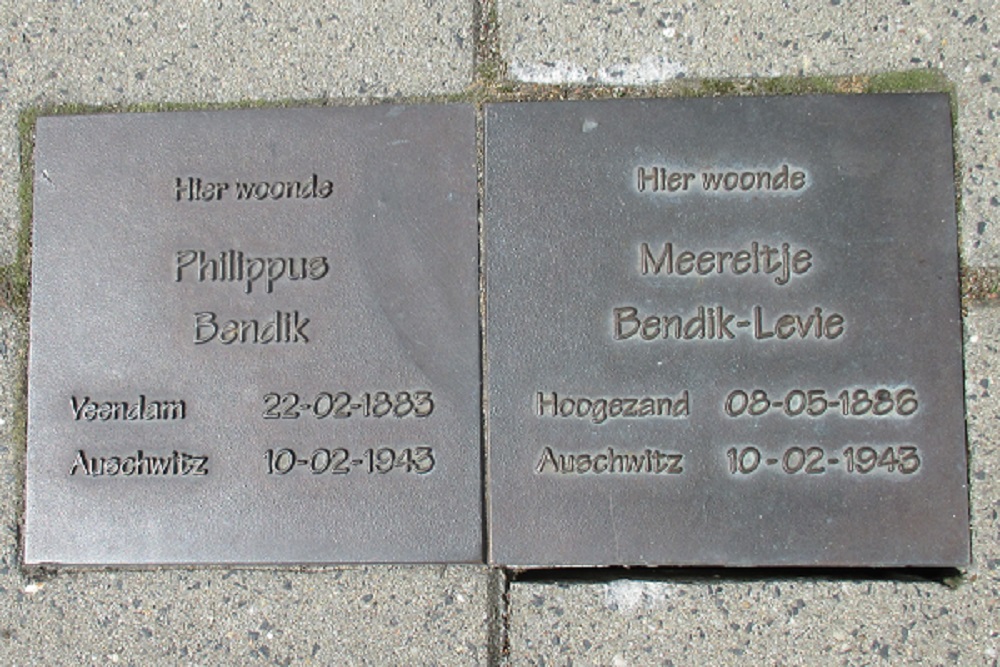 Hier woonde
Philippus
Bendik
Veendam 22-02-1883
Auschwitz 10-02-1943
Hier woonde
Meereltje
Bendik-Levie
Hoogezand 08-05-1886
Auschwitz 10-02-1943